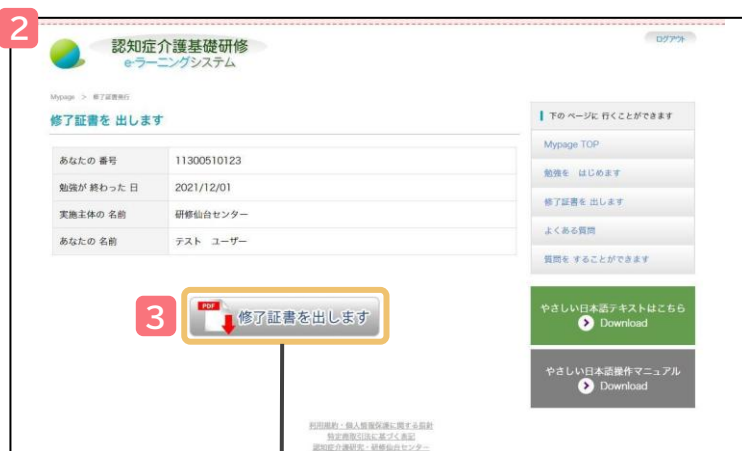 2
認知症介護基礎研修
e-ラーニングシステム
ログアウト
Mypage > 修了証書発行
修了証書を 出します
あなたの 番号 11300510123
勉強が 終わった 日 2021/12/01
実施主体の 名前 研修仙台センター
あなたの 名前 テスト ユーザー
3
PDF
修了証書を出します
下の ページに 行くことができます
Mypage TOP
勉強を はじめます
修了証書を 出します
よくある質問
質問を することができます
やさしい日本語テキストはこちら
Download
やさしい日本語操作マニュアル
Download
利用規約・個人情報保護に関する指針
特定商取引法に基づく表記
認知症介護研究・研修仙台センター